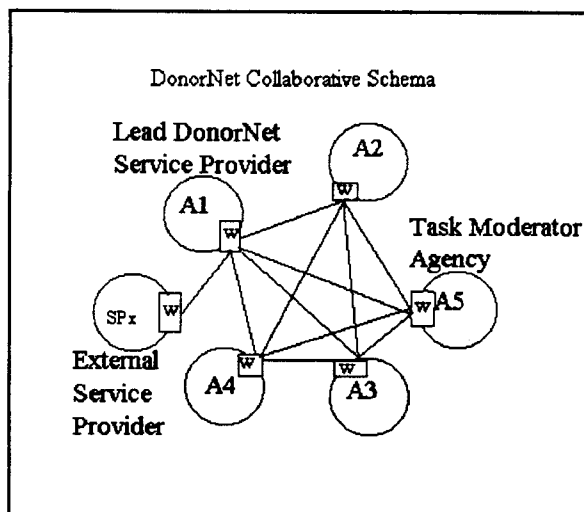 DonorNet Collaborative Schema
Lead DonorNet
Service Provider
A2
A1
W
W
Task Moderator
Agency
SPx
W
W
A5
External
Service
Provider
W
A4
W
A3